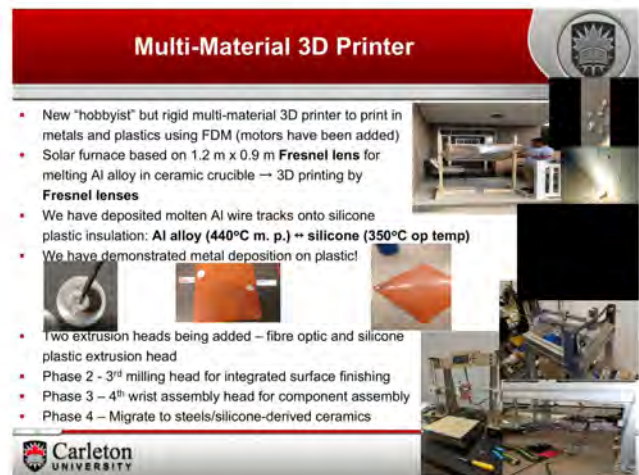 Multi-Material 3D Printer
▪ New "hobbyist" but rigid multi-material 3D printer to print in
metals and plastics using FDM (motors have been added)
▪ Solar furnace based on 1.2 m x 0.9 m Fresnel lens for
melting Al alloy in ceramic crucible → 3D printing by
Fresnel lenses
▪ We have deposited molten Al wire tracks onto silicone
plastic insulation: Al alloy (440°C m. p.) ↔ silicone (350°C op temp)
▪ We have demonstrated metal deposition on plastic!
▪ Two extrusion heads being added – fibre optic and silicone
plastic extrusion head
▪ Phase 2 - 3rd milling head for integrated surface finishing
▪ Phase 3 – 4th wrist assembly head for component assembly
▪ Phase 4 – Migrate to steels/silicone-derived ceramics
Carleton
UNIVERSITY